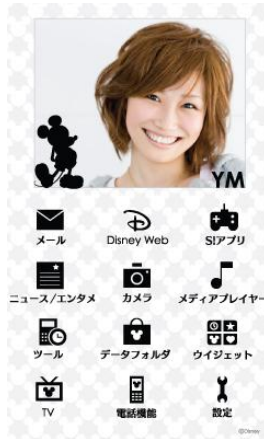 YM
メール
Disney Web
S!アプリ
ニュース/エンタメ
カメラ
メディアプレイヤー
ツール
データフォルダ
ウイジェット
TV
電話機能
設定
©Disney